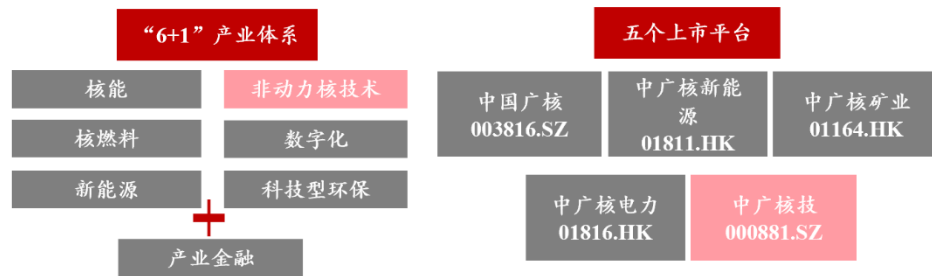 “6+1”产业体系
核能
非动力核技术
核燃料
数字化
新能源
科技型环保
+
产业金融
五个上市平台
中国广核
003816.SZ
中广核新能
源
01811.HK
中广核矿业
01164.HK
中广核电力
01816.HK
中广核技
000881.SZ